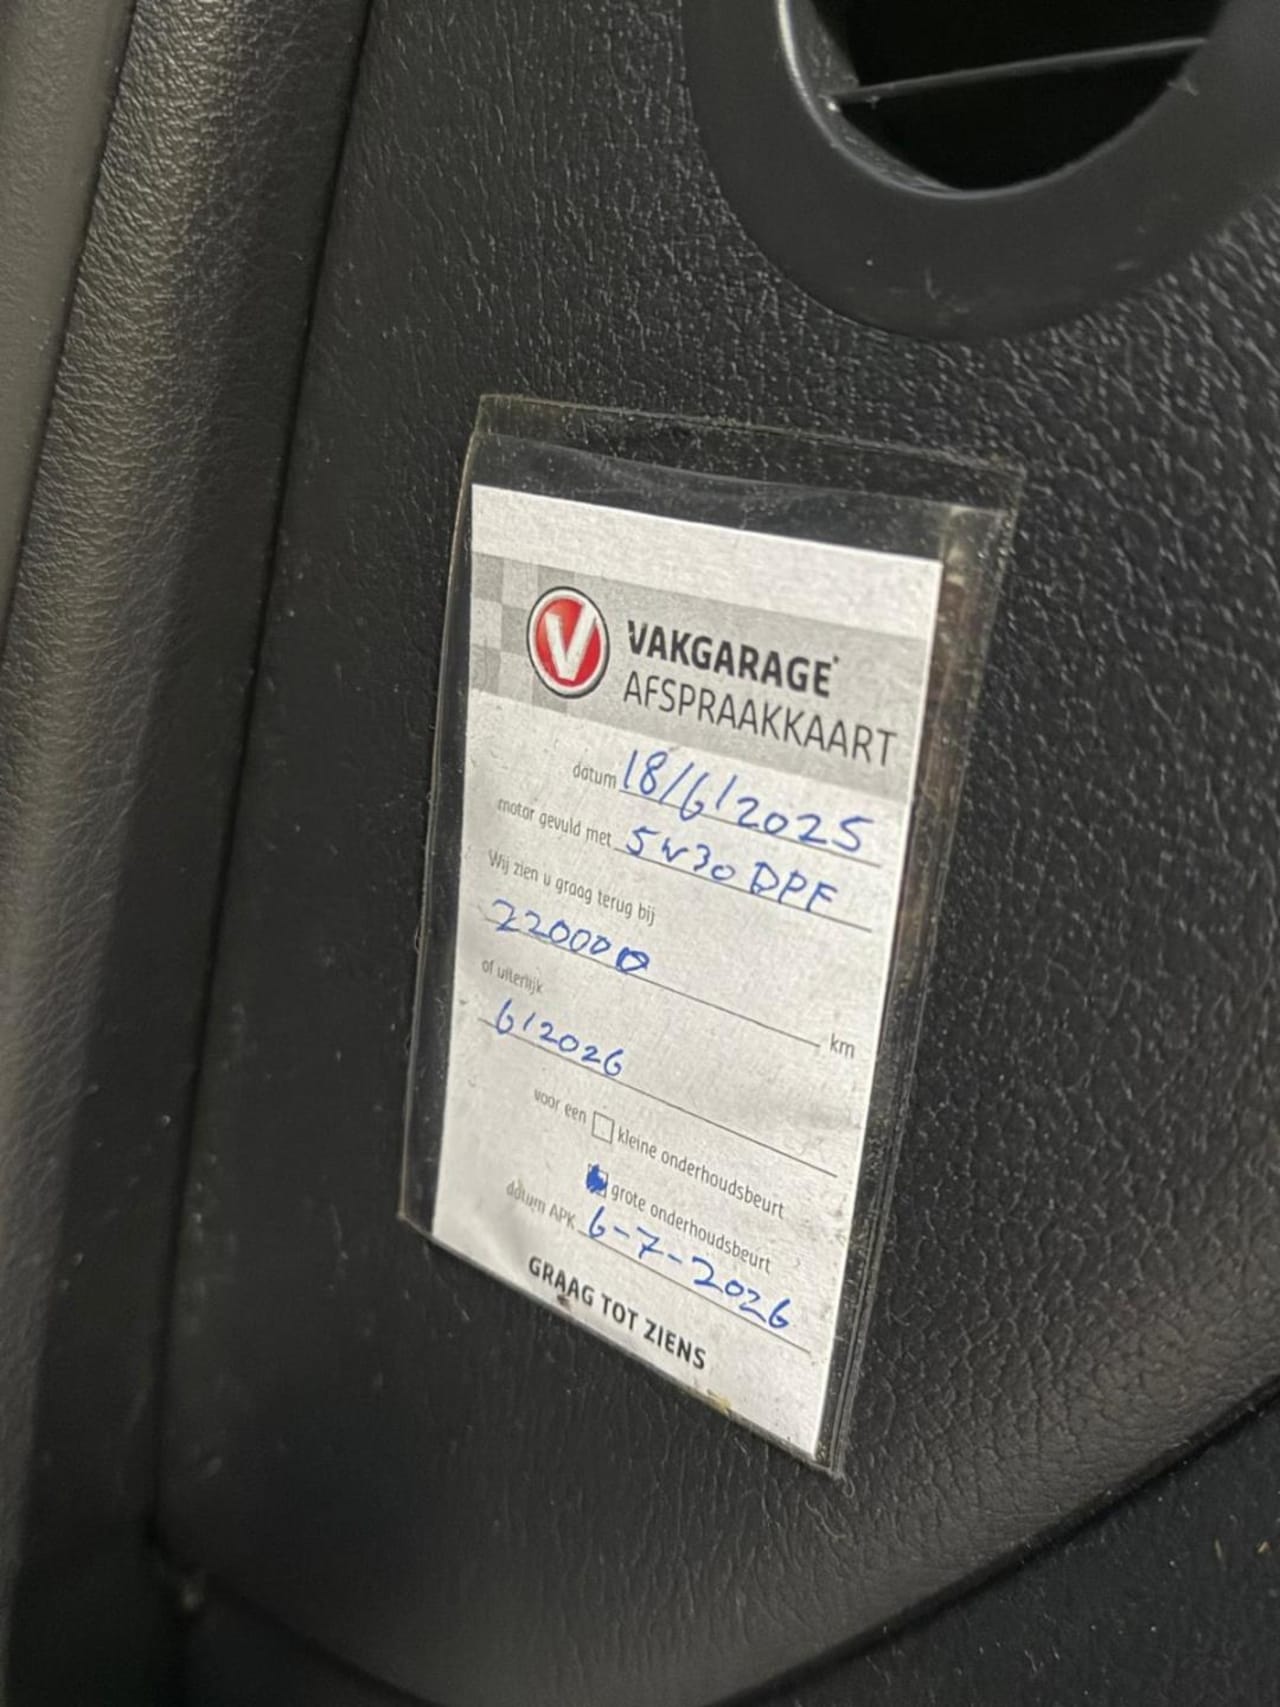 VAKGARAGE
AFSPRAAKKAART
datum 18/6/2025
motor gevuld met 5w30 DPF
Wij zien u graag terug bij
220000 km
of uiterlijk
6/2026
voor een kleine onderhoudsbeurt
grote onderhoudsbeurt
datum APK 6-7-2026
GRAAG TOT ZIENS